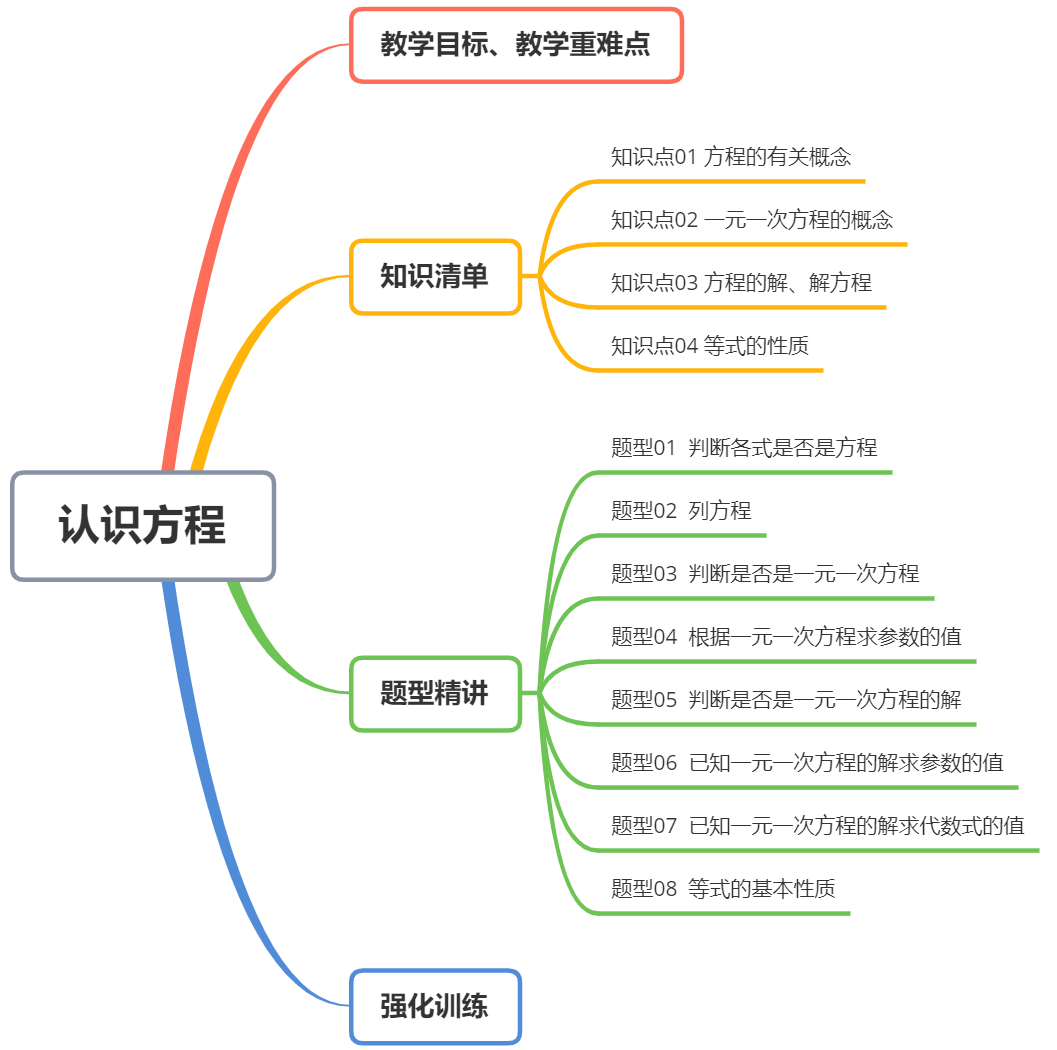 教学目标、教学重难点
知识点01 方程的有关概念
知识点02 一元一次方程的概念
知识清单
知识点03 方程的解、解方程
知识点04 等式的性质
题型01 判断各式是否是方程
题型02 列方程
认识方程
题型03 判断是否是一元一次方程
题型04 根据一元一次方程求参数的值
题型精讲
题型05 判断是否是一元一次方程的解
题型06 已知一元一次方程的解求参数的值
题型07 已知一元一次方程的解求代数式的值
题型08 等式的基本性质
强化训练